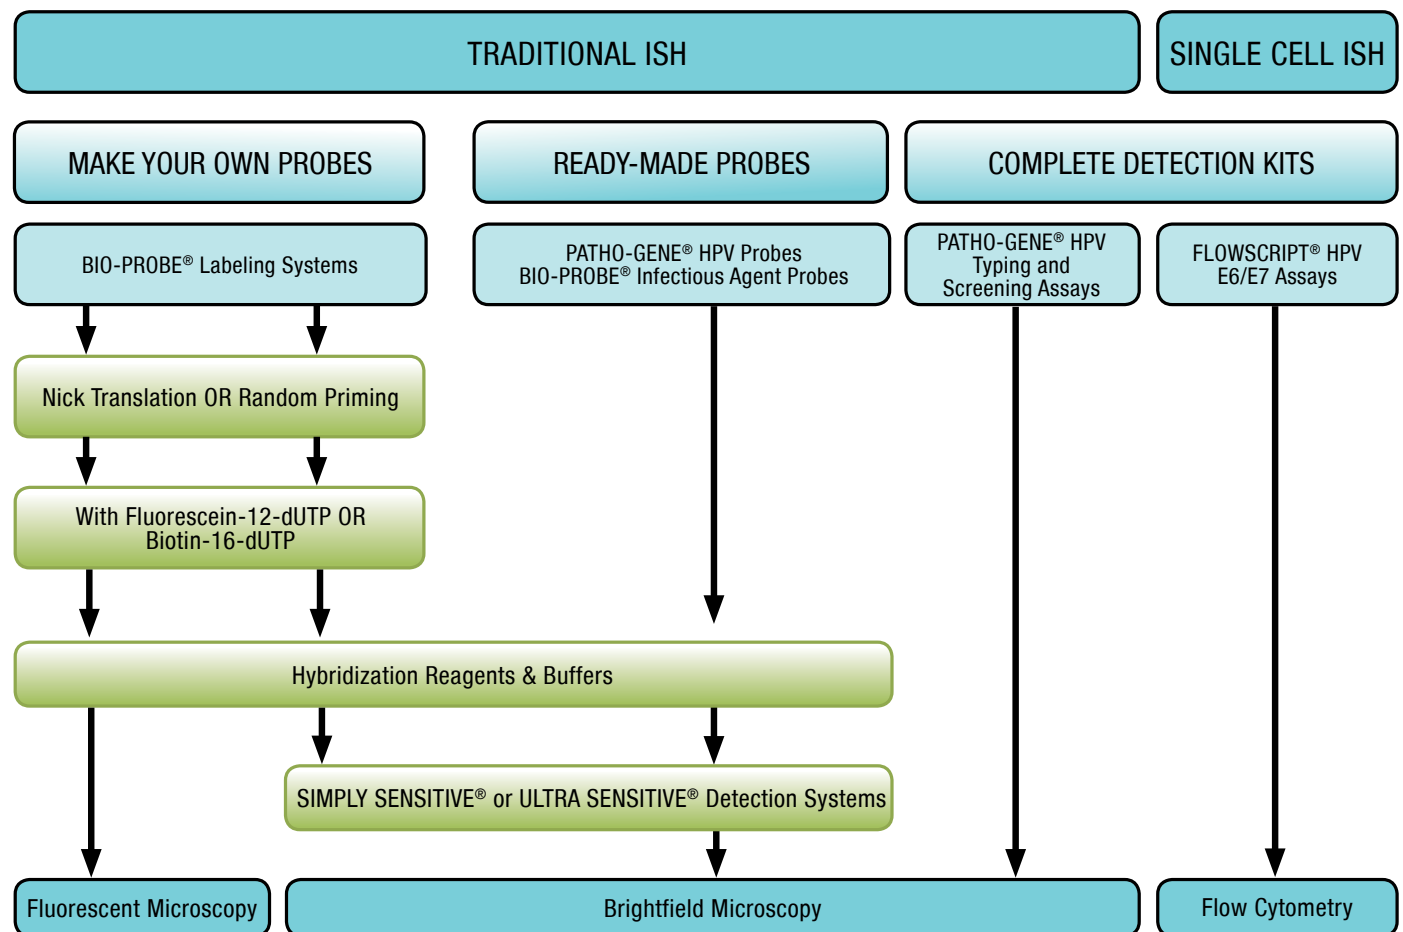 TRADITIONAL ISH
SINGLE CELL ISH
MAKE YOUR OWN PROBES
READY-MADE PROBES
COMPLETE DETECTION KITS
BIO-PROBE® Labeling Systems
PATHO-GENE® HPV Probes
BIO-PROBE® Infectious Agent Probes
PATHO-GENE® HPV
Typing and
Screening Assays
FLOWSCRIPT® HPV
E6/E7 Assays
Nick Translation OR Random Priming
With Fluorescein-12-dUTP OR
Biotin-16-dUTP
Hybridization Reagents & Buffers
SIMPLY SENSITIVE® or ULTRA SENSITIVE® Detection Systems
Fluorescent Microscopy
Brightfield Microscopy
Flow Cytometry